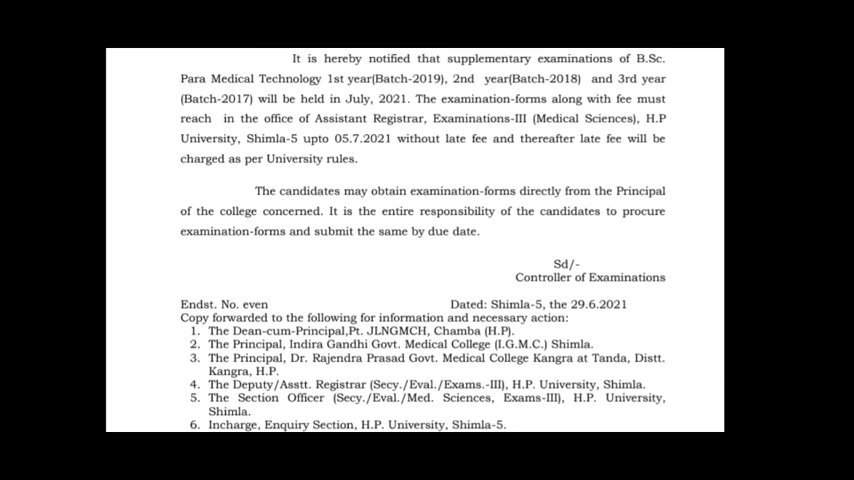 It is hereby notified that supplementary examinations of B.Sc.
Para Medical Technology 1st year(Batch-2019), 2nd year(Batch-2018) and 3rd year
(Batch-2017) will be held in July, 2021. The examination-forms along with fee must
reach in the office of Assistant Registrar, Examinations-III (Medical Sciences), H.P
University, Shimla-5 upto 05.7.2021 without late fee and thereafter late fee will be
charged as per University rules.
The candidates may obtain examination-forms directly from the Principal
of the college concerned. It is the entire responsibility of the candidates to procure
examination-forms and submit the same by due date.
Sd/-
Controller of Examinations
Endst. No. even Dated: Shimla-5, the 29.6.2021
Copy forwarded to the following for information and necessary action:
1. The Dean-cum-Principal,Pt. JLNGMCH, Chamba (H.P).
2. The Principal, Indira Gandhi Govt. Medical College (I.G.M.C.) Shimla.
3. The Principal, Dr. Rajendra Prasad Govt. Medical College Kangra at Tanda, Distt.
Kangra, H.P.
4. The Deputy/Asstt. Registrar (Secy./Eval./Exams.-III), H.P. University, Shimla.
5. The Section Officer (Secy./Eval./Med. Sciences, Exams-III), H.P. University,
Shimla.
6. Incharge, Enquiry Section, H.P. University, Shimla-5.